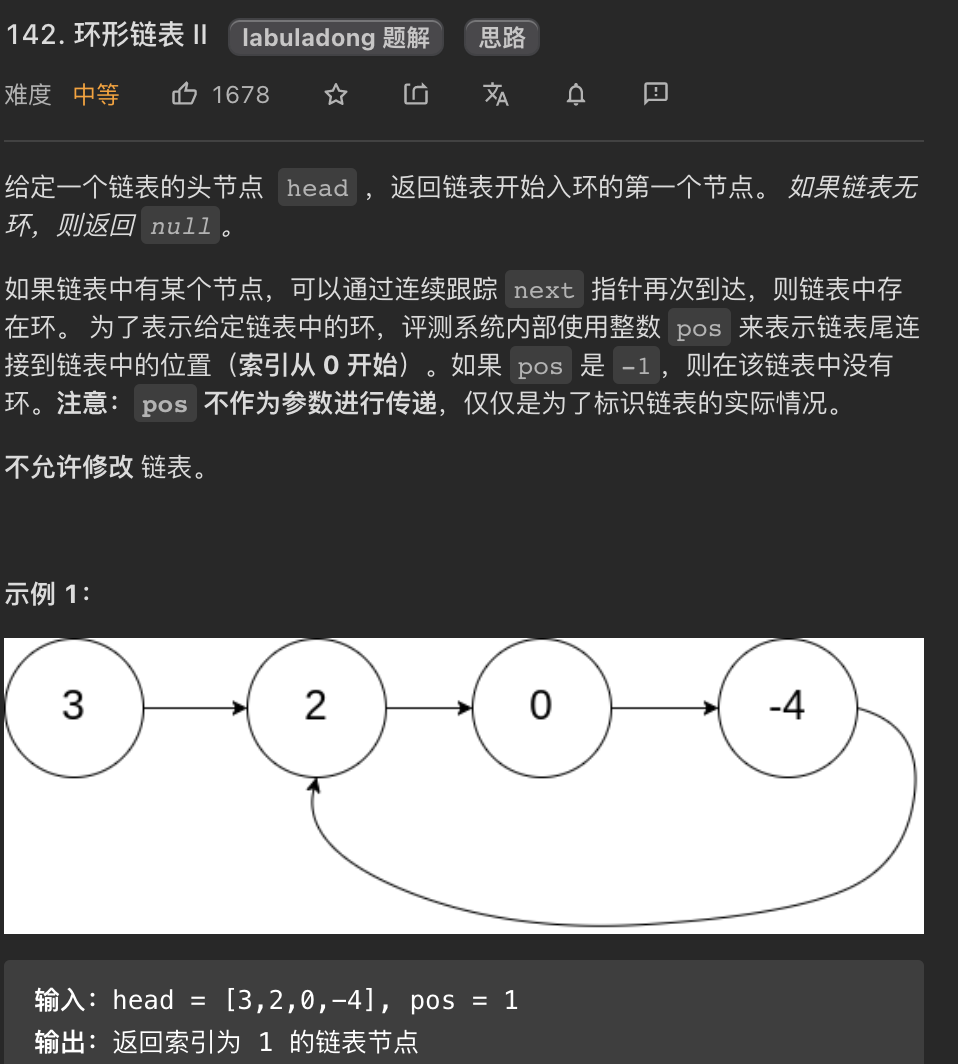 142. 环形链表 II labuladong 题解 思路
难度 中等 1678
给定一个链表的头节点 head ，返回链表开始入环的第一个节点。 如果链表无
环，则返回 null。
如果链表中有某个节点，可以通过连续跟踪 next 指针再次到达，则链表中存
在环。 为了表示给定链表中的环，评测系统内部使用整数 pos 来表示链表尾连
接到链表中的位置（索引从 0 开始）。如果 pos 是 -1，则在该链表中没有
环。注意：pos 不作为参数进行传递，仅仅是为了标识链表的实际情况。
不允许修改 链表。
示例 1：
3 2 0 -4
输入：head = [3,2,0,-4], pos = 1
输出：返回索引为 1 的链表节点